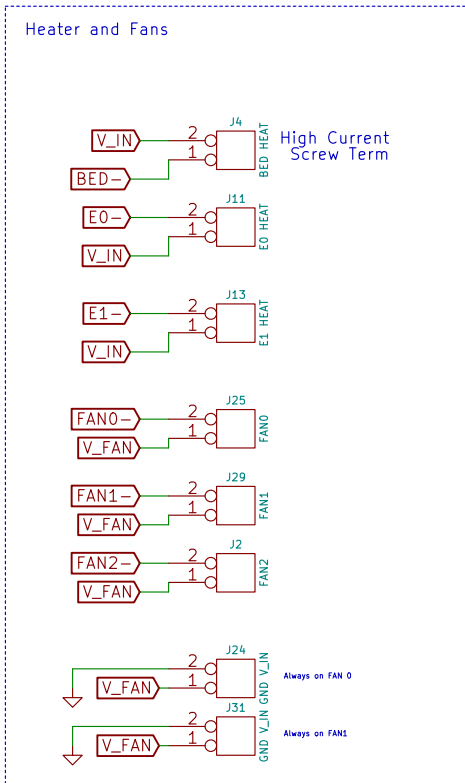 Heater and Fans
J4
V_IN 2
BED- 1
BED HEAT
High Current
Screw Term
J11
E0- 2
V_IN 1
E0 HEAT
J13
E1- 2
V_IN 1
E1 HEAT
J25
FAN0- 2
V_FAN 1
FAN0
J29
FAN1- 2
V_FAN 1
FAN1
J2
FAN2- 2
V_FAN 1
FAN2
J24
2
V_FAN 1
GND V_IN
Always on FAN 0
J31
2
V_FAN 1
GND V_IN
Always on FAN1